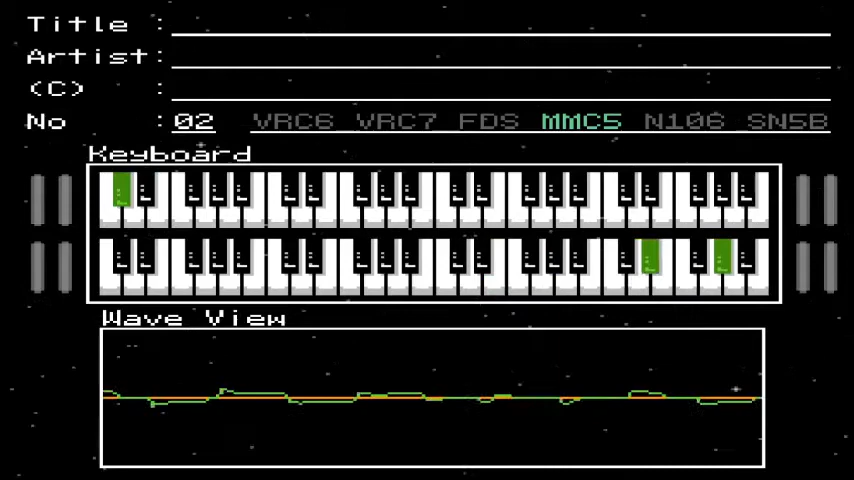 Title :
Artist:
(C) :
No :02 VRC6 VRC7 FDS MMC5 N106 SN5B
Keyboard
Wave View